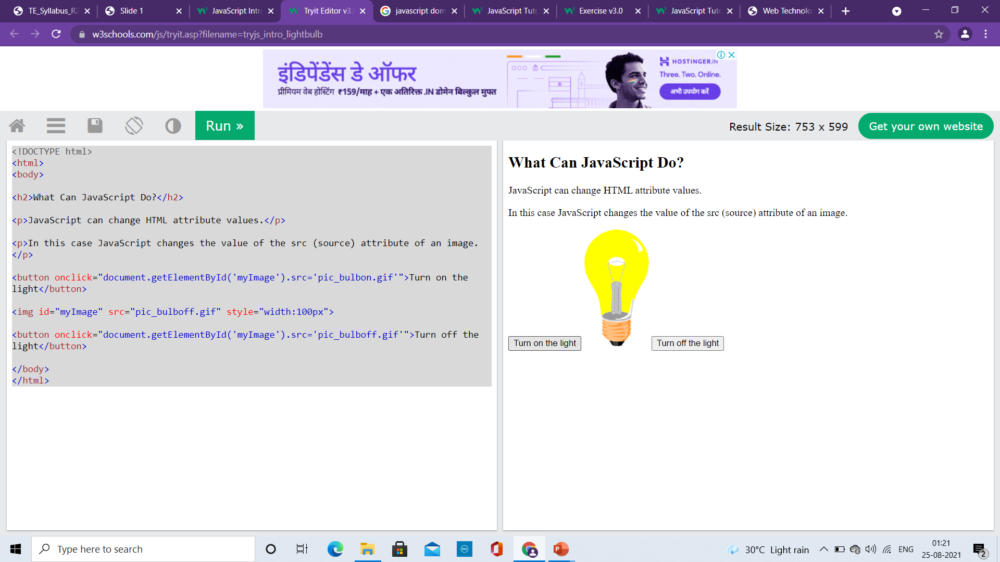 TE_Syllabus_R2
Slide 1
JavaScript Intr
Tryit Editor v3.
javascript dom
JavaScript Tut
Exercise v3.0
JavaScript Tut
Web Technolo
w3schools.com/js/tryit.asp?filename=tryjs_intro_lightbulb
इंडिपेंडेंस डे ऑफर
प्रीमियम वेब होस्टिंग ₹159/माह + एक अतिरिक्त .IN डोमेन बिल्कुल मुफ्त
HOSTINGER.IN
Three. Two. Online.
अभी उपयोग करें
Run »
Result Size: 753 x 599
Get your own website
<!DOCTYPE html>
<html>
<body>
<h2>What Can JavaScript Do?</h2>
<p>JavaScript can change HTML attribute values.</p>
<p>In this case JavaScript changes the value of the src (source) attribute of an image.
</p>
<button onclick="document.getElementById('myImage').src='pic_bulbon.gif'">Turn on the
light</button>
<img id="myImage" src="pic_bulboff.gif" style="width:100px">
<button onclick="document.getElementById('myImage').src='pic_bulboff.gif'">Turn off the
light</button>
</body>
</html>
What Can JavaScript Do?
JavaScript can change HTML attribute values.
In this case JavaScript changes the value of the src (source) attribute of an image.
Turn on the light
Turn off the light
Type here to search
DELL
P
30°C Light rain
ENG
01:21
25-08-2021
2